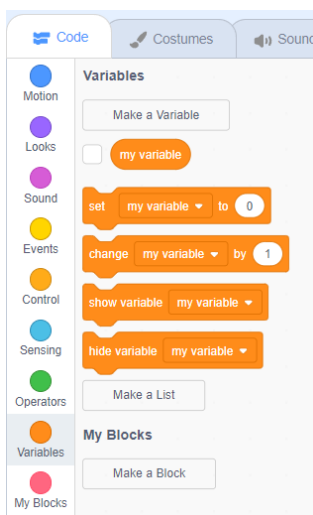 Code
Costumes
Sound
Motion
Looks
Sound
Events
Control
Sensing
Operators
Variables
My Blocks
Variables
Make a Variable
my variable
set my variable to 0
change my variable by 1
show variable my variable
hide variable my variable
Make a List
My Blocks
Make a Block